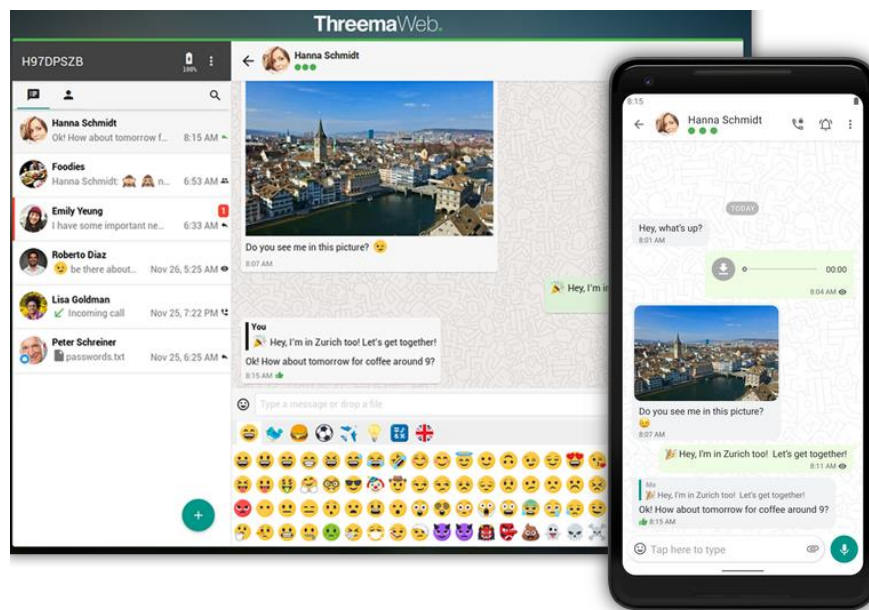 ThreemaWeb.
H97DPSZB
100%
Hanna Schmidt
Ok! How about tomorrow f... 8:15 AM
Foodies
Hanna Schmidt: n... 6:53 AM
Emily Yeung 1
I have some important ne... 6:33 AM
Roberto Diaz
be there about... Nov 26, 5:25 AM
Lisa Goldman
Incoming call Nov 25, 7:22 PM
Peter Schreiner
passwords.txt Nov 25, 6:25 AM
Hanna Schmidt
Do you see me in this picture? 😉
8:07 AM
🎉 Hey, I'm in
You
🎉 Hey, I'm in Zurich too! Let's get together!
Ok! How about tomorrow for coffee around 9?
8:15 AM
Type a message or drop a file
8:15
Hanna Schmidt
TODAY
Hey, what's up?
8:01 AM
00:00
8:04 AM
Do you see me in this picture?
😉
8:07 AM
🎉 Hey, I'm in Zurich too! Let's get together!
8:11 AM
Me
🎉 Hey, I'm in Zurich too! Let's get together!
Ok! How about tomorrow for coffee around 9?
8:15 AM
Tap here to type